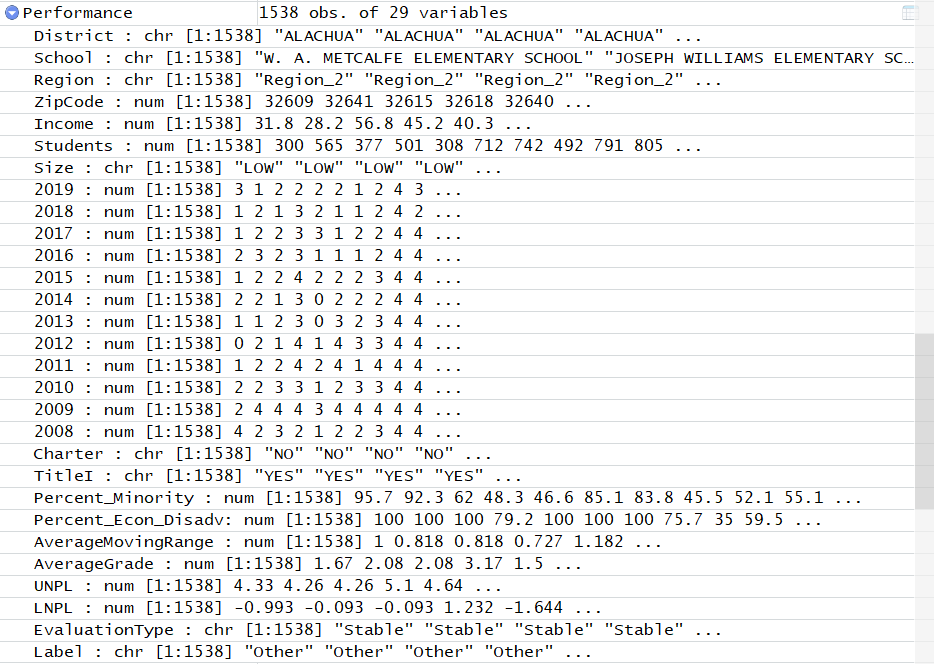 Performance 1538 obs. of 29 variables
District : chr [1:1538] "ALACHUA" "ALACHUA" "ALACHUA" "ALACHUA" ...
School : chr [1:1538] "W. A. METCALFE ELEMENTARY SCHOOL" "JOSEPH WILLIAMS ELEMENTARY SC…
Region : chr [1:1538] "Region_2" "Region_2" "Region_2" "Region_2" ...
ZipCode : num [1:1538] 32609 32641 32615 32618 32640 ...
Income : num [1:1538] 31.8 28.2 56.8 45.2 40.3 ...
Students : num [1:1538] 300 565 377 501 308 712 742 492 791 805 ...
Size : chr [1:1538] "LOW" "LOW" "LOW" "LOW" ...
2019 : num [1:1538] 3 1 2 2 2 2 1 2 4 3 ...
2018 : num [1:1538] 1 2 1 3 2 1 1 2 4 2 ...
2017 : num [1:1538] 1 2 2 3 3 1 2 2 4 4 ...
2016 : num [1:1538] 2 3 2 3 1 1 1 2 4 4 ...
2015 : num [1:1538] 1 2 2 4 2 2 2 3 4 4 ...
2014 : num [1:1538] 2 2 1 3 0 2 2 2 4 4 ...
2013 : num [1:1538] 1 1 2 3 0 3 2 3 4 4 ...
2012 : num [1:1538] 0 2 1 4 1 4 3 3 4 4 ...
2011 : num [1:1538] 1 2 2 4 2 4 1 4 4 4 ...
2010 : num [1:1538] 2 2 3 3 1 2 3 3 4 4 ...
2009 : num [1:1538] 2 4 4 4 3 4 4 4 4 4 ...
2008 : num [1:1538] 4 2 3 2 1 2 2 3 4 4 ...
Charter : chr [1:1538] "NO" "NO" "NO" "NO" ...
TitleI : chr [1:1538] "YES" "YES" "YES" "YES" ...
Percent_Minority : num [1:1538] 95.7 92.3 62 48.3 46.6 85.1 83.8 45.5 52.1 55.1 ...
Percent_Econ_Disadv: num [1:1538] 100 100 100 79.2 100 100 100 75.7 35 59.5 ...
AverageMovingRange : num [1:1538] 1 0.818 0.818 0.727 1.182 ...
AverageGrade : num [1:1538] 1.67 2.08 2.08 3.17 1.5 ...
UNPL : num [1:1538] 4.33 4.26 4.26 5.1 4.64 ...
LNPL : num [1:1538] -0.993 -0.093 -0.093 1.232 -1.644 ...
EvaluationType : chr [1:1538] "Stable" "Stable" "Stable" "Stable" ...
Label : chr [1:1538] "Other" "Other" "Other" "Other" ...